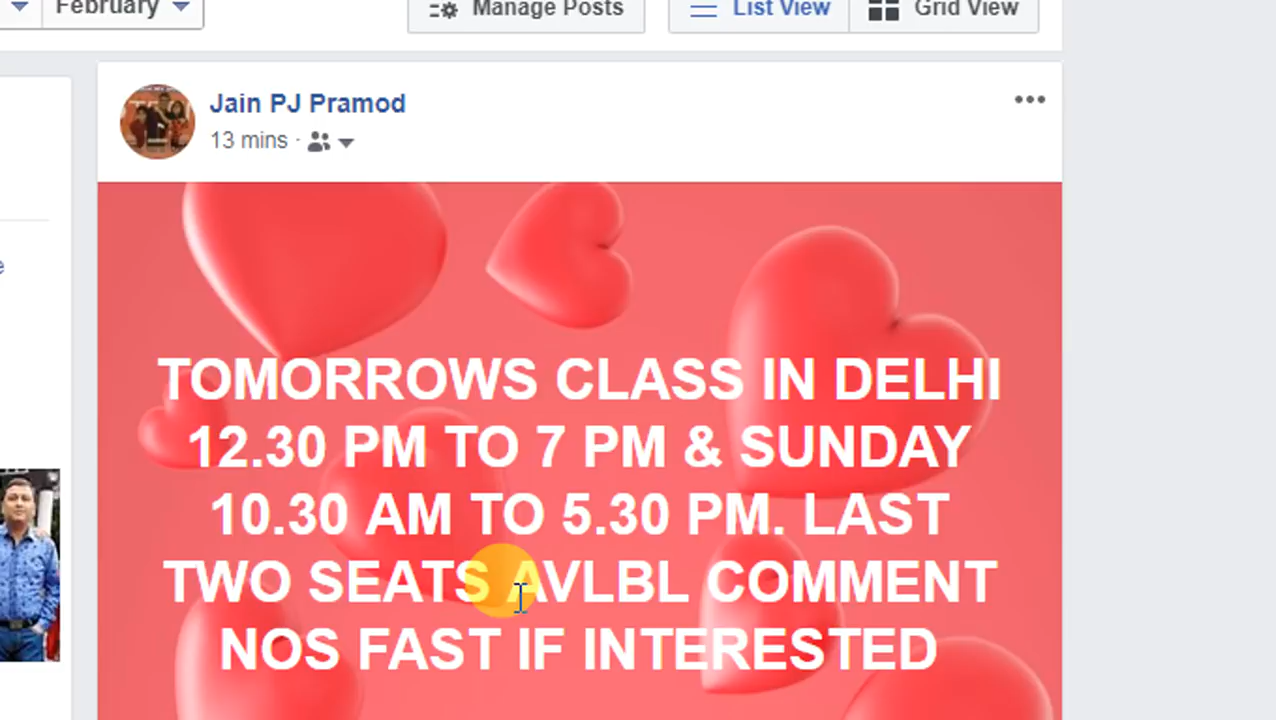 February
Manage Posts
List View
Grid View
Jain PJ Pramod
13 mins ·
TOMORROWS CLASS IN DELHI
12.30 PM TO 7 PM & SUNDAY
10.30 AM TO 5.30 PM. LAST
TWO SEATS AVLBL COMMENT
NOS FAST IF INTERESTED